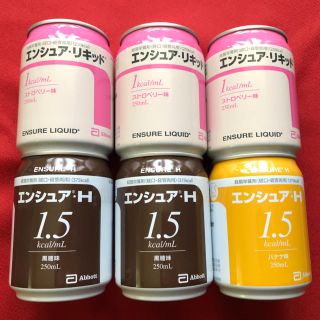 エンシュア・リキッド
1kcal/mL
ストロベリー味
250mL
ENSURE LIQUID®
Abbott
エンシュア・リキッド
1kcal/mL
ストロベリー味
250mL
ENSURE LIQUID®
エンシュア・リキッド
1kcal/mL
ストロベリー味
250mL
ENSURE LIQUID®
Abbott
ENSURE・H
エンシュア・H
1.5
kcal/mL
黒糖味
250mL
Abbott
ENSURE・H
エンシュア・H
1.5
kcal/mL
黒糖味
250mL
Abbott
ENSURE・H
エンシュア・H
1.5
kcal/mL
バナナ味
250mL
Abbott